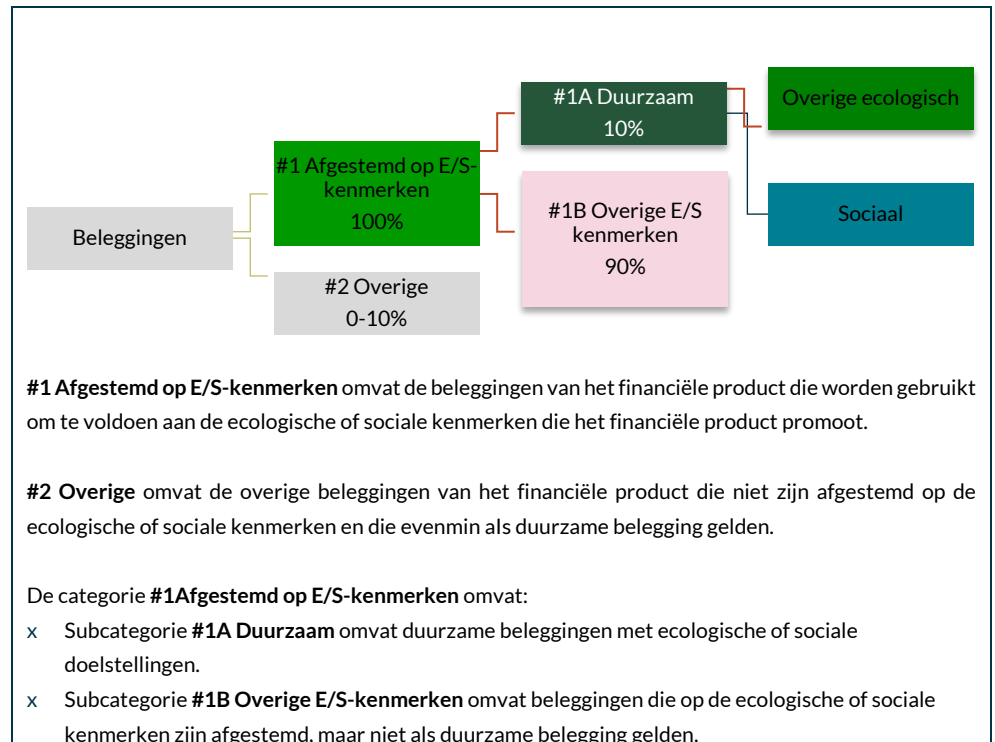 Beleggingen
#1 Afgestemd op E/S-
kenmerken
100%
#2 Overige
0-10%
#1A Duurzaam
10%
#1B Overige E/S
kenmerken
90%
Overige ecologisch
Sociaal
#1 Afgestemd op E/S-kenmerken omvat de beleggingen van het financiële product die worden gebruikt
om te voldoen aan de ecologische of sociale kenmerken die het financiële product promoot.
#2 Overige omvat de overige beleggingen van het financiële product die niet zijn afgestemd op de
ecologische of sociale kenmerken en die evenmin als duurzame belegging gelden.
De categorie #1Afgestemd op E/S-kenmerken omvat:
x Subcategorie #1A Duurzaam omvat duurzame beleggingen met ecologische of sociale
doelstellingen.
x Subcategorie #1B Overige E/S-kenmerken omvat beleggingen die op de ecologische of sociale
kenmerken zijn afgestemd, maar niet als duurzame belegging gelden.